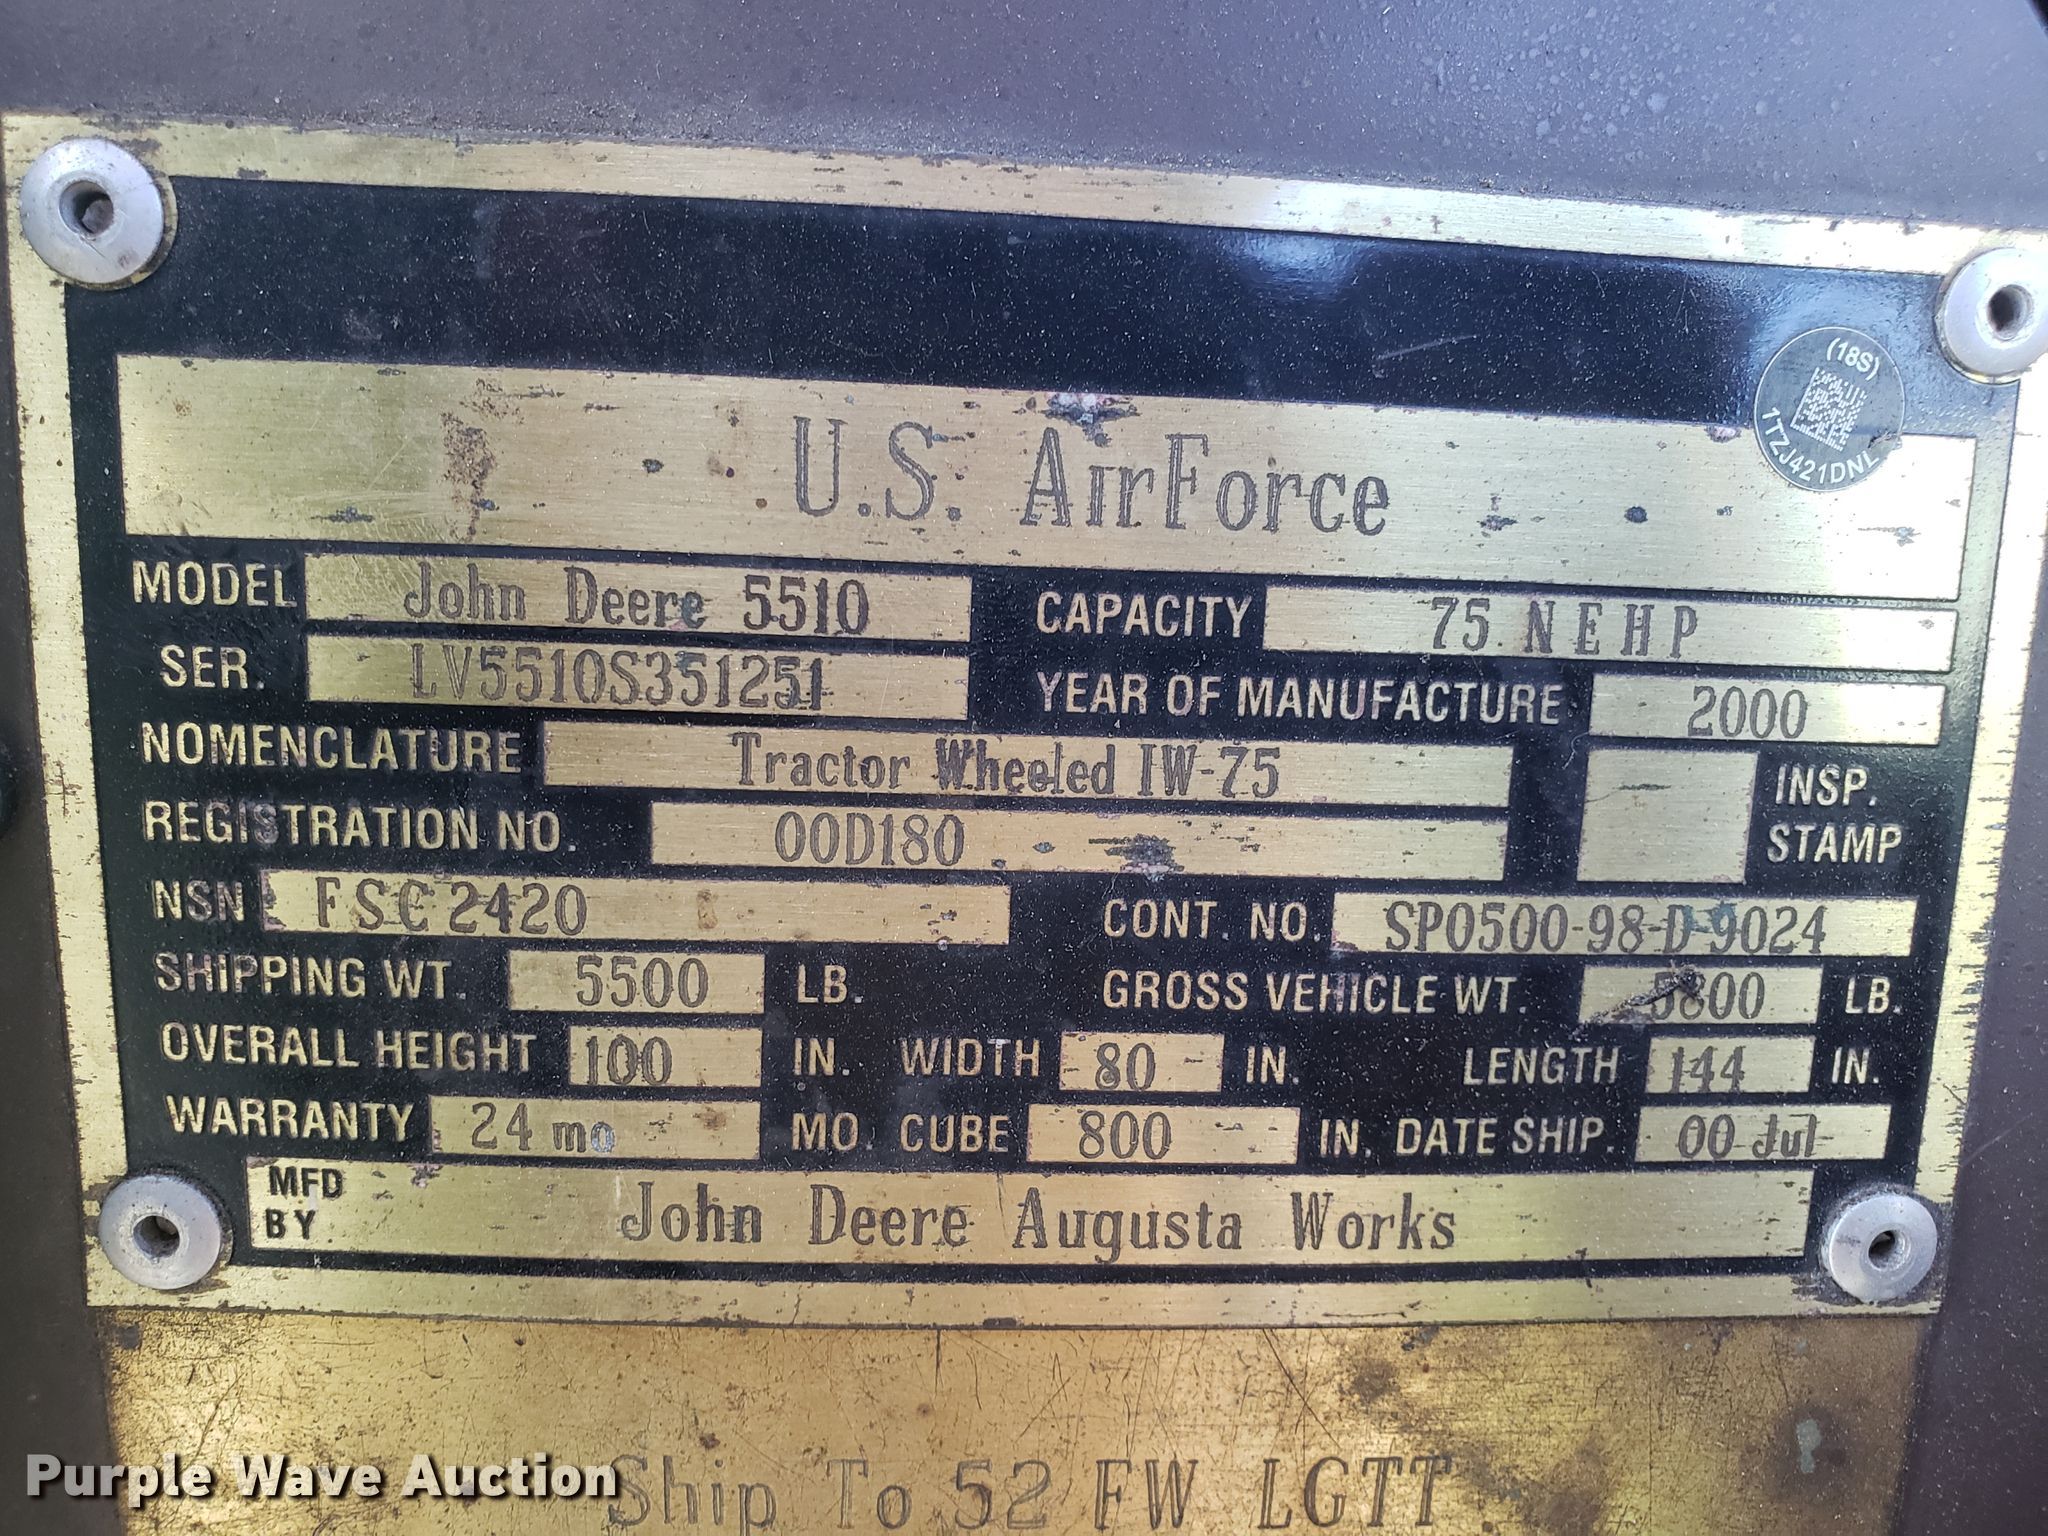 (18S)
1TZJ421DNL
U.S. AirForce
MODEL John Deere 5510 CAPACITY 75 NEHP
SER. LV5510S351251 YEAR OF MANUFACTURE 2000
NOMENCLATURE Tractor Wheeled IW-75 INSP. STAMP
REGISTRATION NO. 00D180
NSN FSC 2420 CONT. NO. SP0500-98-D-9024
SHIPPING WT. 5500 LB. GROSS VEHICLE WT. 5800 LB.
OVERALL HEIGHT 100 IN. WIDTH 80 IN. LENGTH 144 IN.
WARRANTY 24 mo MO. CUBE 800 IN. DATE SHIP. 00 Jul
MFD BY John Deere Augusta Works
Ship To 52 FW LGTT
Purple Wave Auction